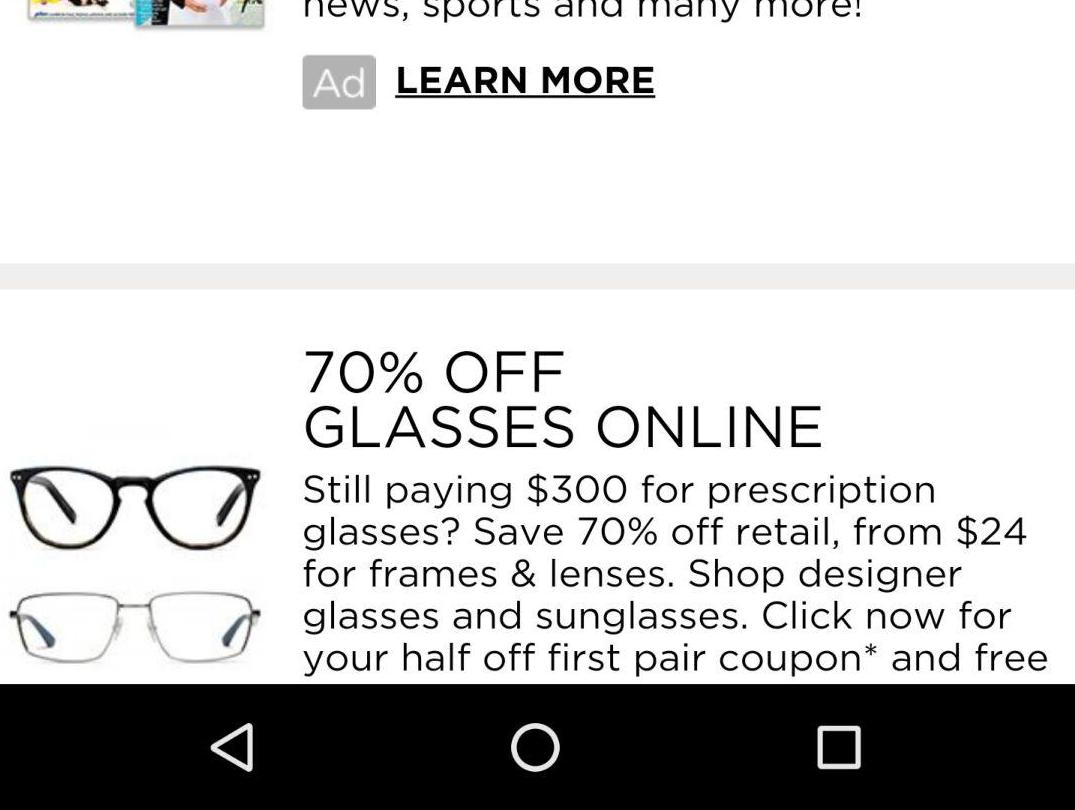 news, sports and many more!
Ad LEARN MORE
70% OFF
GLASSES ONLINE
Still paying $300 for prescription
glasses? Save 70% off retail, from $24
for frames & lenses. Shop designer
glasses and sunglasses. Click now for
your half off first pair coupon* and free